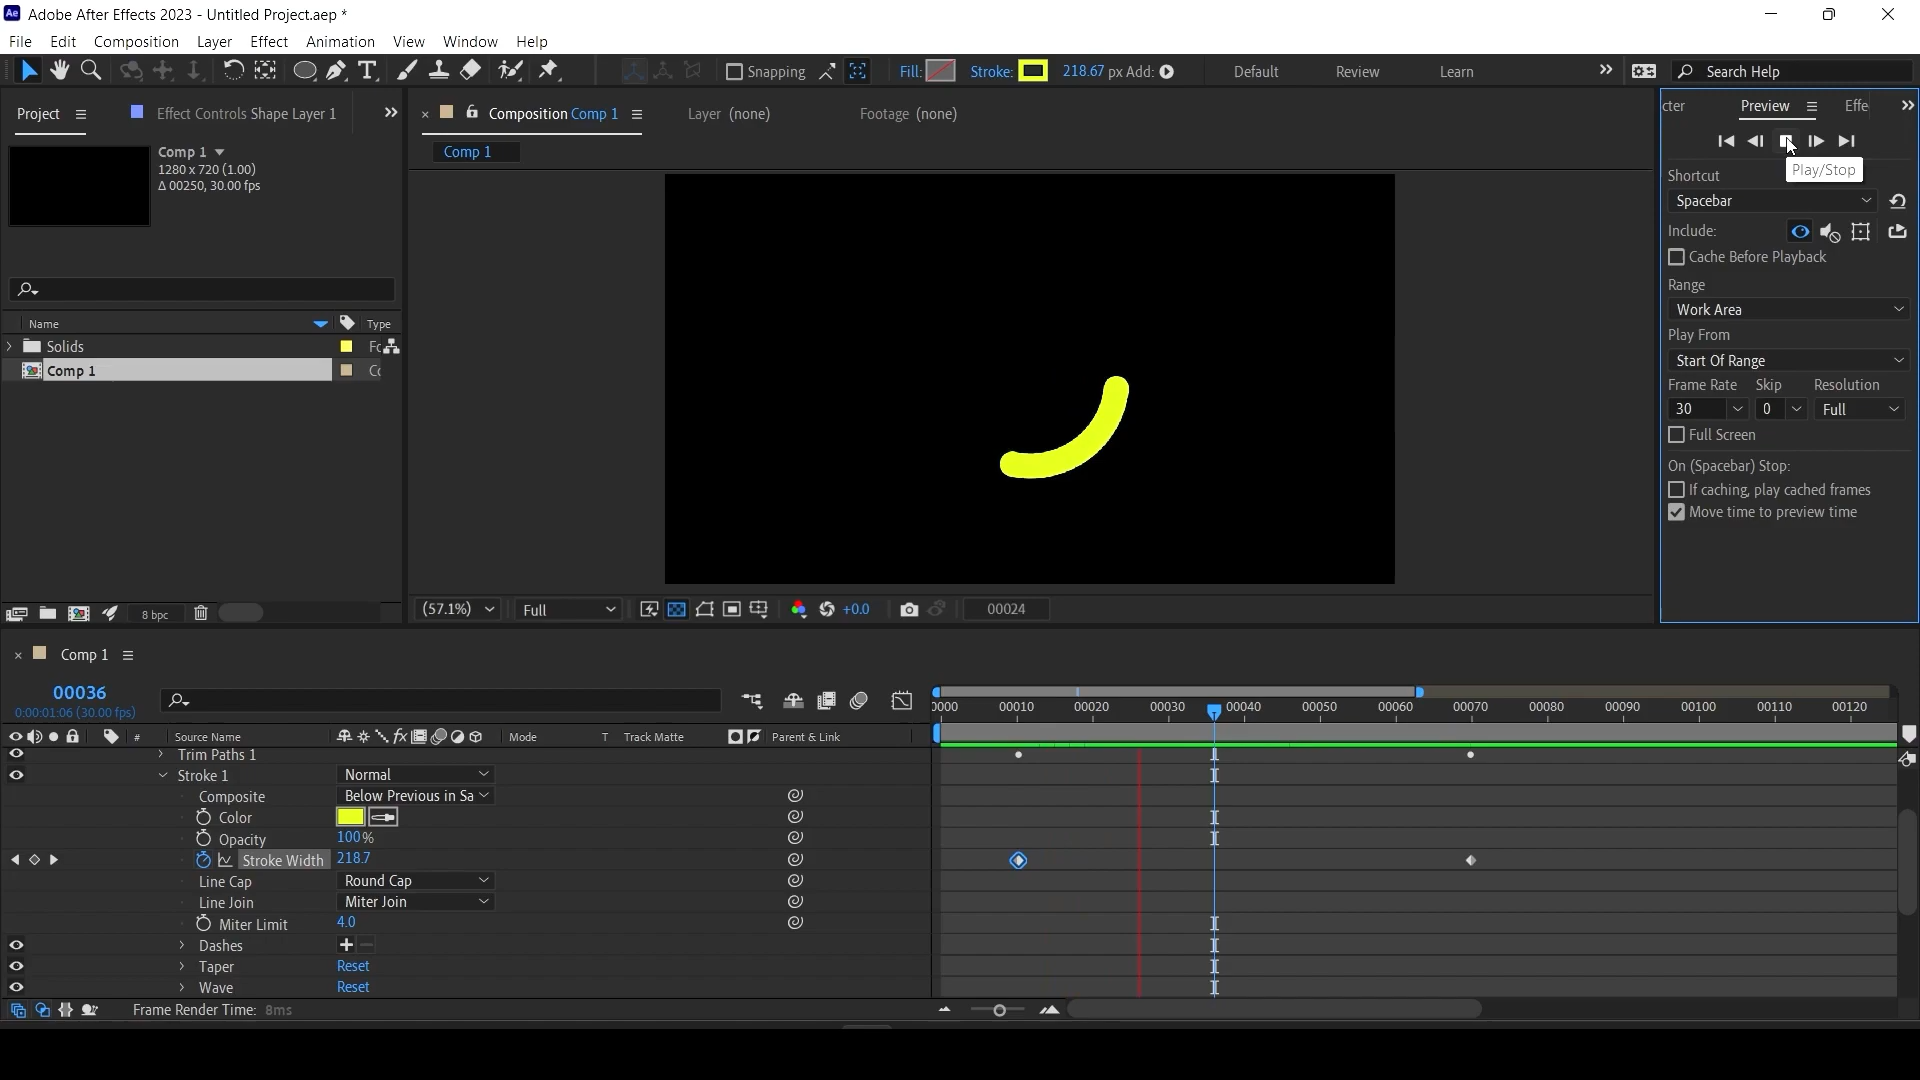 Ae Adobe After Effects 2023 - Untitled Project.aep *
File Edit Composition Layer Effect Animation View Window Help
Snapping Fill: Stroke: 218.67 px Add: Default Review Learn Search Help
Project Effect Controls Shape Layer 1 Composition Comp 1 Layer (none) Footage (none) cter Preview Effe
Comp 1
1280 x 720 (1.00)
Δ 00250, 30.00 fps
Comp 1
Play/Stop
Shortcut
Spacebar
Include:
Cache Before Playback
Range
Work Area
Play From
Start Of Range
Frame Rate Skip Resolution
30 0 Full
Full Screen
On (Spacebar) Stop:
If caching, play cached frames
Move time to preview time
Name Type
Solids Fc
Comp 1 Cc
8 bpc (57.1%) Full +0.0 00024
Comp 1
00036
0:00:01:06 (30.00 fps)
0000 00010 00020 00030 00040 00050 00060 00070 00080 00090 00100 00110 00120
# Source Name Mode T Track Matte Parent & Link
Trim Paths 1
Stroke 1 Normal
Composite Below Previous in Sa
Color
Opacity 100%
Stroke Width 218.7
Line Cap Round Cap
Line Join Miter Join
Miter Limit 4.0
Dashes
Taper Reset
Wave Reset
Frame Render Time: 8ms